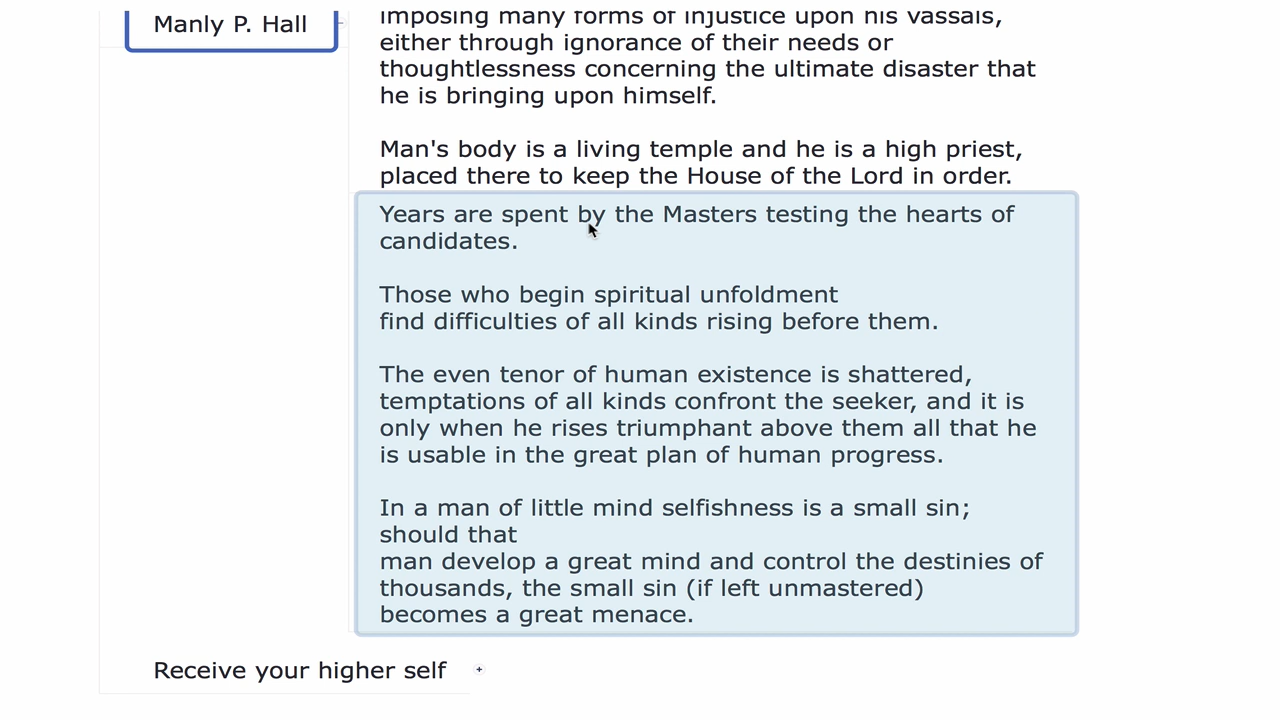 Manly P. Hall
imposing many forms of injustice upon his vassals,
either through ignorance of their needs or
thoughtlessness concerning the ultimate disaster that
he is bringing upon himself.
Man's body is a living temple and he is a high priest,
placed there to keep the House of the Lord in order.
Years are spent by the Masters testing the hearts of
candidates.
Those who begin spiritual unfoldment
find difficulties of all kinds rising before them.
The even tenor of human existence is shattered,
temptations of all kinds confront the seeker, and it is
only when he rises triumphant above them all that he
is usable in the great plan of human progress.
In a man of little mind selfishness is a small sin;
should that
man develop a great mind and control the destinies of
thousands, the small sin (if left unmastered)
becomes a great menace.
Receive your higher self